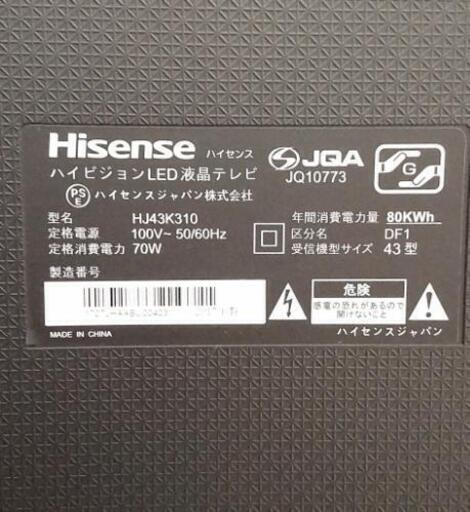 Hisense ハイセンス
JQA
JQ10773
G
ハイビジョンLED液晶テレビ
PSE ハイセンスジャパン株式会社
型名 HJ43K310
定格電源 100V~ 50/60Hz
定格消費電力 70W
年間消費電力量 80KWh
区分名 DF1
受信機型サイズ 43型
製造番号
MADE IN CHINA
危険
感電の恐れがあるので
開けないこと
ハイセンスジャパン